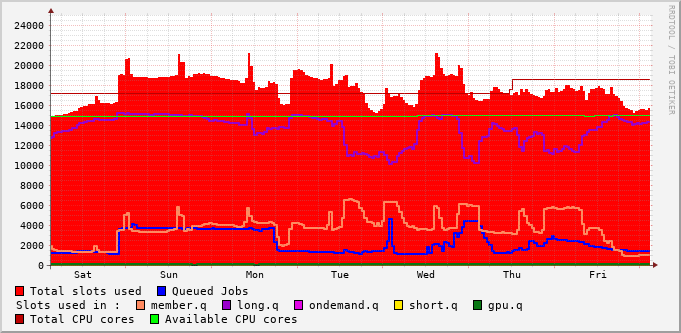 24000
22000
20000
18000
16000
14000
12000
10000
8000
6000
4000
2000
0
Sat Sun Mon Tue Wed Thu Fri
RRDTOOL / TOBI OETIKER
Total slots used Queued Jobs
Slots used in : member.q long.q ondemand.q short.q gpu.q
Total CPU cores Available CPU cores